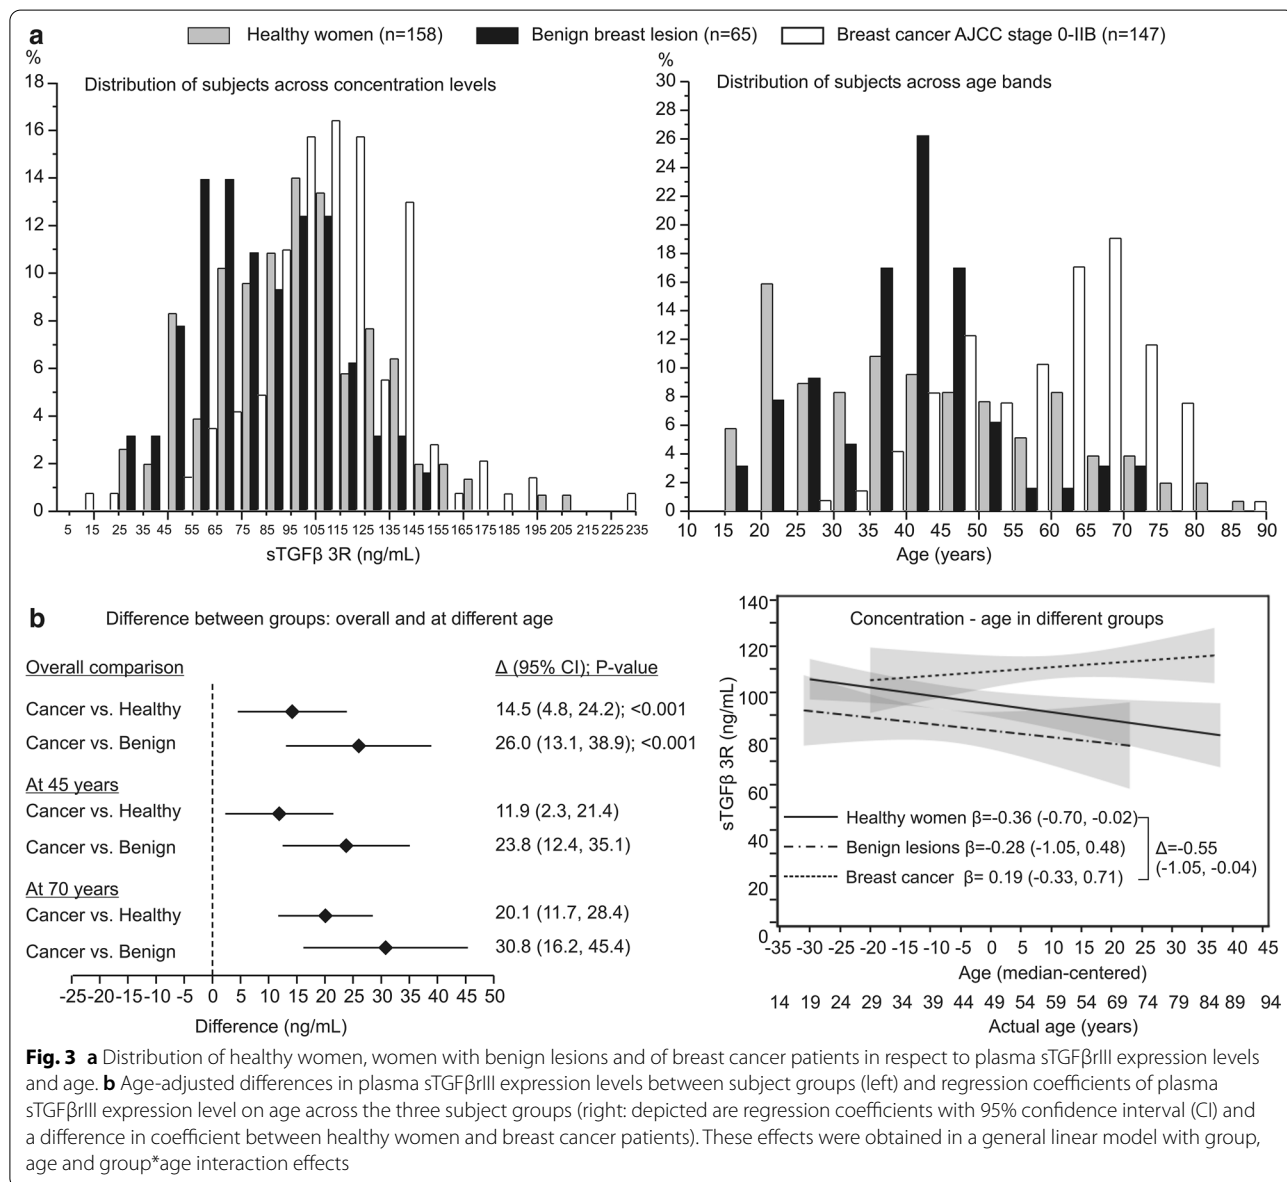 a
Healthy women (n=158) Benign breast lesion (n=65) Breast cancer AJCC stage 0-IIB (n=147)
%
Distribution of subjects across concentration levels
18
16
14
12
10
8
6
4
2
0
5 15 25 35 45 55 65 75 85 95 105 115 125 135 145 155 165 175 185 195 205 215 225 235
sTGFβ 3R (ng/mL)
%
Distribution of subjects across age bands
30
28
26
24
22
20
18
16
14
12
10
8
6
4
2
0
10 15 20 25 30 35 40 45 50 55 60 65 70 75 80 85 90
Age (years)
b
Difference between groups: overall and at different age
Overall comparison Δ (95% CI); P-value
Cancer vs. Healthy 14.5 (4.8, 24.2); <0.001
Cancer vs. Benign 26.0 (13.1, 38.9); <0.001
At 45 years
Cancer vs. Healthy 11.9 (2.3, 21.4)
Cancer vs. Benign 23.8 (12.4, 35.1)
At 70 years
Cancer vs. Healthy 20.1 (11.7, 28.4)
Cancer vs. Benign 30.8 (16.2, 45.4)
-25 -20 -15 -10 -5 0 5 10 15 20 25 30 35 40 45 50
Difference (ng/mL)
Concentration - age in different groups
140
120
100
80
60
40
20
0
sTGFβ 3R (ng/mL)
Healthy women β=-0.36 (-0.70, -0.02)
Benign lesions β=-0.28 (-1.05, 0.48)
Breast cancer β= 0.19 (-0.33, 0.71)
Δ=-0.55
(-1.05, -0.04)
-35 -30 -25 -20 -15 -10 -5 0 5 10 15 20 25 30 35 40 45
Age (median-centered)
14 19 24 29 34 39 44 49 54 59 54 69 74 79 84 89 94
Actual age (years)
Fig. 3 a Distribution of healthy women, women with benign lesions and of breast cancer patients in respect to plasma sTGFβrIII expression levels
and age. b Age-adjusted differences in plasma sTGFβrIII expression levels between subject groups (left) and regression coefficients of plasma
sTGFβrIII expression level on age across the three subject groups (right: depicted are regression coefficients with 95% confidence interval (CI) and
a difference in coefficient between healthy women and breast cancer patients). These effects were obtained in a general linear model with group,
age and group*age interaction effects